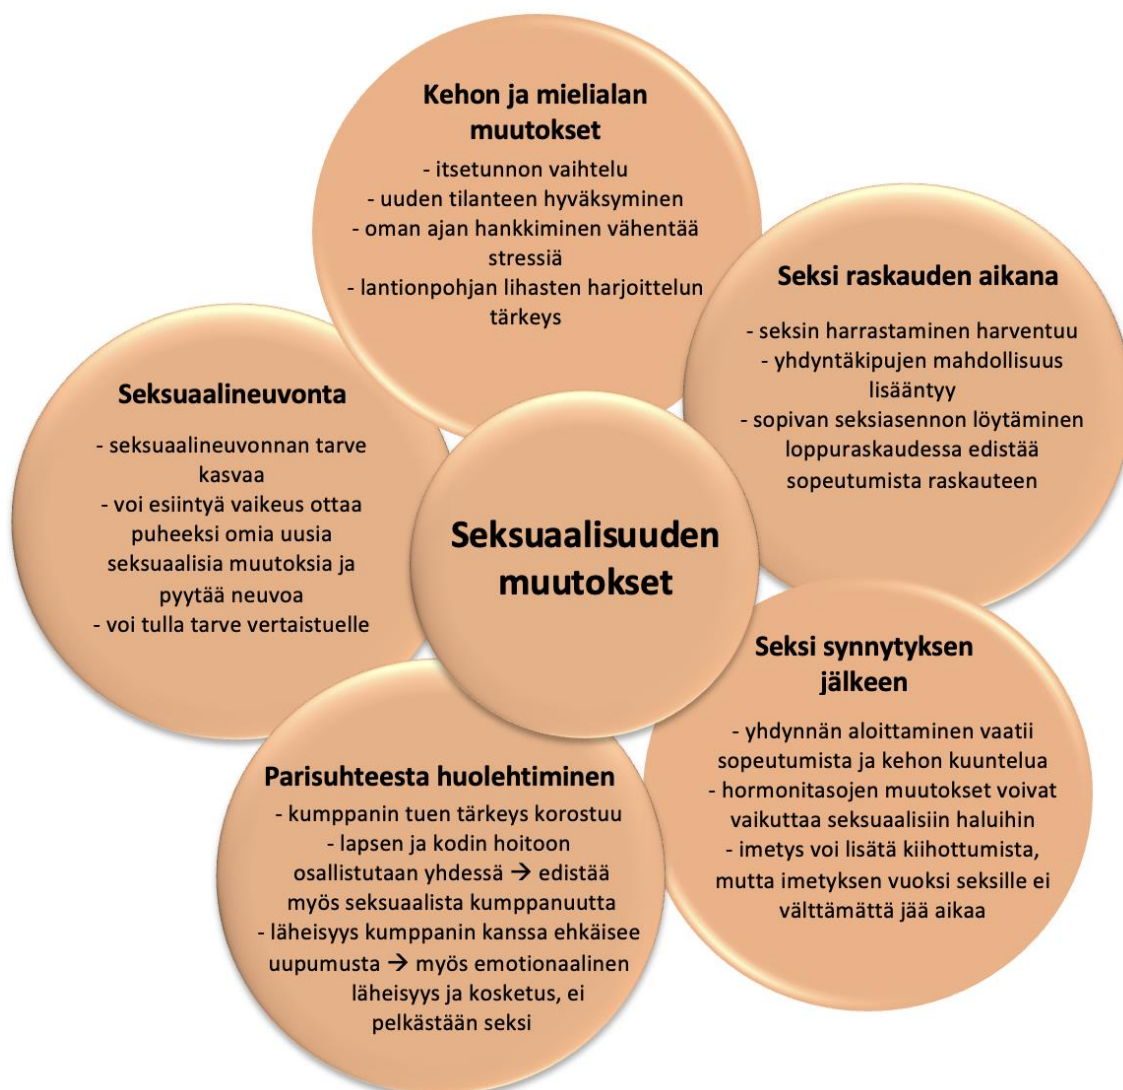 Kehon ja mielialan
muutokset
- itsetunnon vaihtelu
- uuden tilanteen hyväksyminen
- oman ajan hankkiminen vähentää
stressiä
- lantionpohjan lihasten harjoittelun
tärkeys
Seksi raskauden aikana
- seksin harrastaminen harventuu
- yhdyntäkipujen mahdollisuus
lisääntyy
- sopivan seksiasennon löytäminen
loppuraskaudessa edistää
sopeutumista raskauteen
Seksuaalineuvonta
- seksuaalineuvonnan tarve
kasvaa
- voi esiintyä vaikeus ottaa
puheeksi omia uusia
seksuaalisia muutoksia ja
pyytää neuvoa
- voi tulla tarve vertaistuelle
Seksuaalisuuden
muutokset
Seksi synnytyksen
jälkeen
- yhdynnän aloittaminen vaatii
sopeutumista ja kehon kuuntelua
- hormonitasojen muutokset voivat
vaikuttaa seksuaalisiin haluihin
- imetys voi lisätä kiihottumista,
mutta imetyksen vuoksi seksille ei
välttämättä jää aikaa
Parisuhteesta huolehtiminen
- kumppanin tuen tärkeys korostuu
- lapsen ja kodin hoitoon
osallistutaan yhdessä → edistää
myös seksuaalista kumppanuutta
- läheisyys kumppanin kanssa ehkäisee
uupumusta → myös emotionaalinen
läheisyys ja kosketus, ei
pelkästään seksi